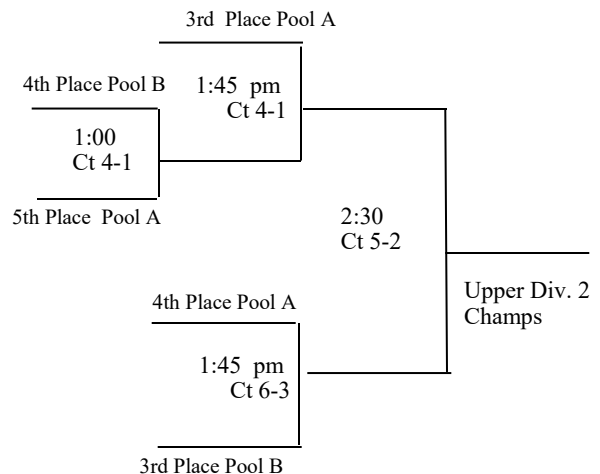 3rd Place Pool A
4th Place Pool B
1:45 pm
Ct 4-1
1:00
Ct 4-1
5th Place Pool A
2:30
Ct 5-2
Upper Div. 2
Champs
4th Place Pool A
1:45 pm
Ct 6-3
3rd Place Pool B